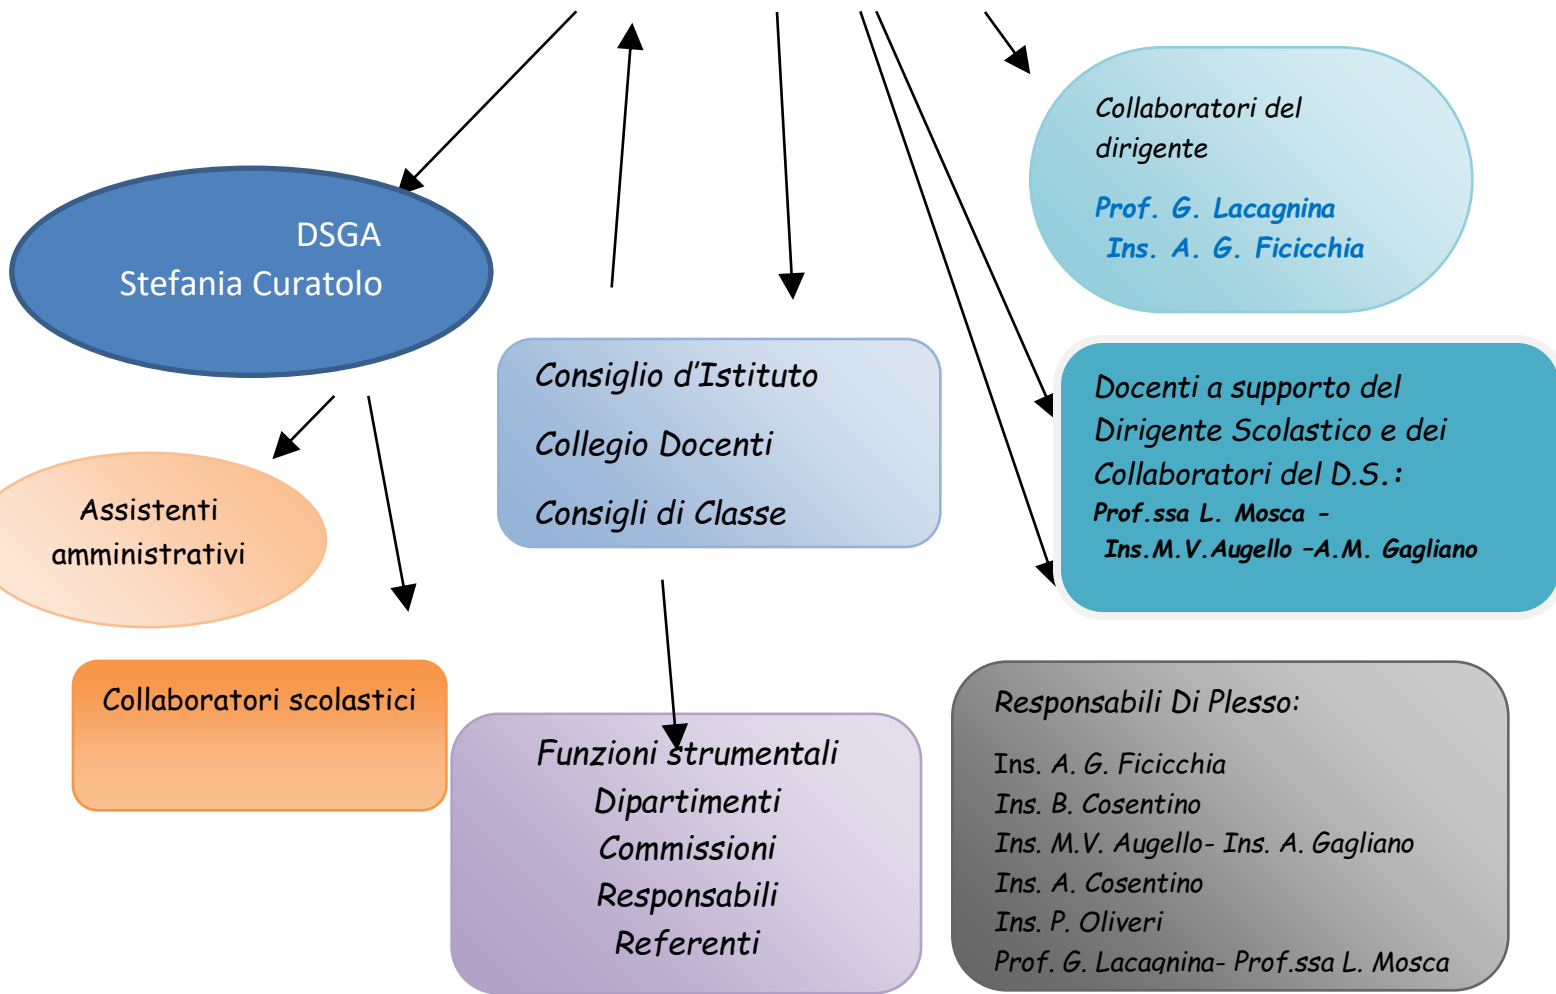 Collaboratori del
dirigente
Prof. G. Lacagnina
Ins. A. G. Ficicchia
DSGA
Stefania Curatolo
Consiglio d'Istituto
Collegio Docenti
Consigli di Classe
Docenti a supporto del
Dirigente Scolastico e dei
Collaboratori del D.S.:
Prof.ssa L. Mosca -
Ins.M.V.Augello –A.M. Gagliano
Assistenti
amministrativi
Collaboratori scolastici
Funzioni strumentali
Dipartimenti
Commissioni
Responsabili
Referenti
Responsabili Di Plesso:
Ins. A. G. Ficicchia
Ins. B. Cosentino
Ins. M.V. Augello- Ins. A. Gagliano
Ins. A. Cosentino
Ins. P. Oliveri
Prof. G. Lacagnina- Prof.ssa L. Mosca